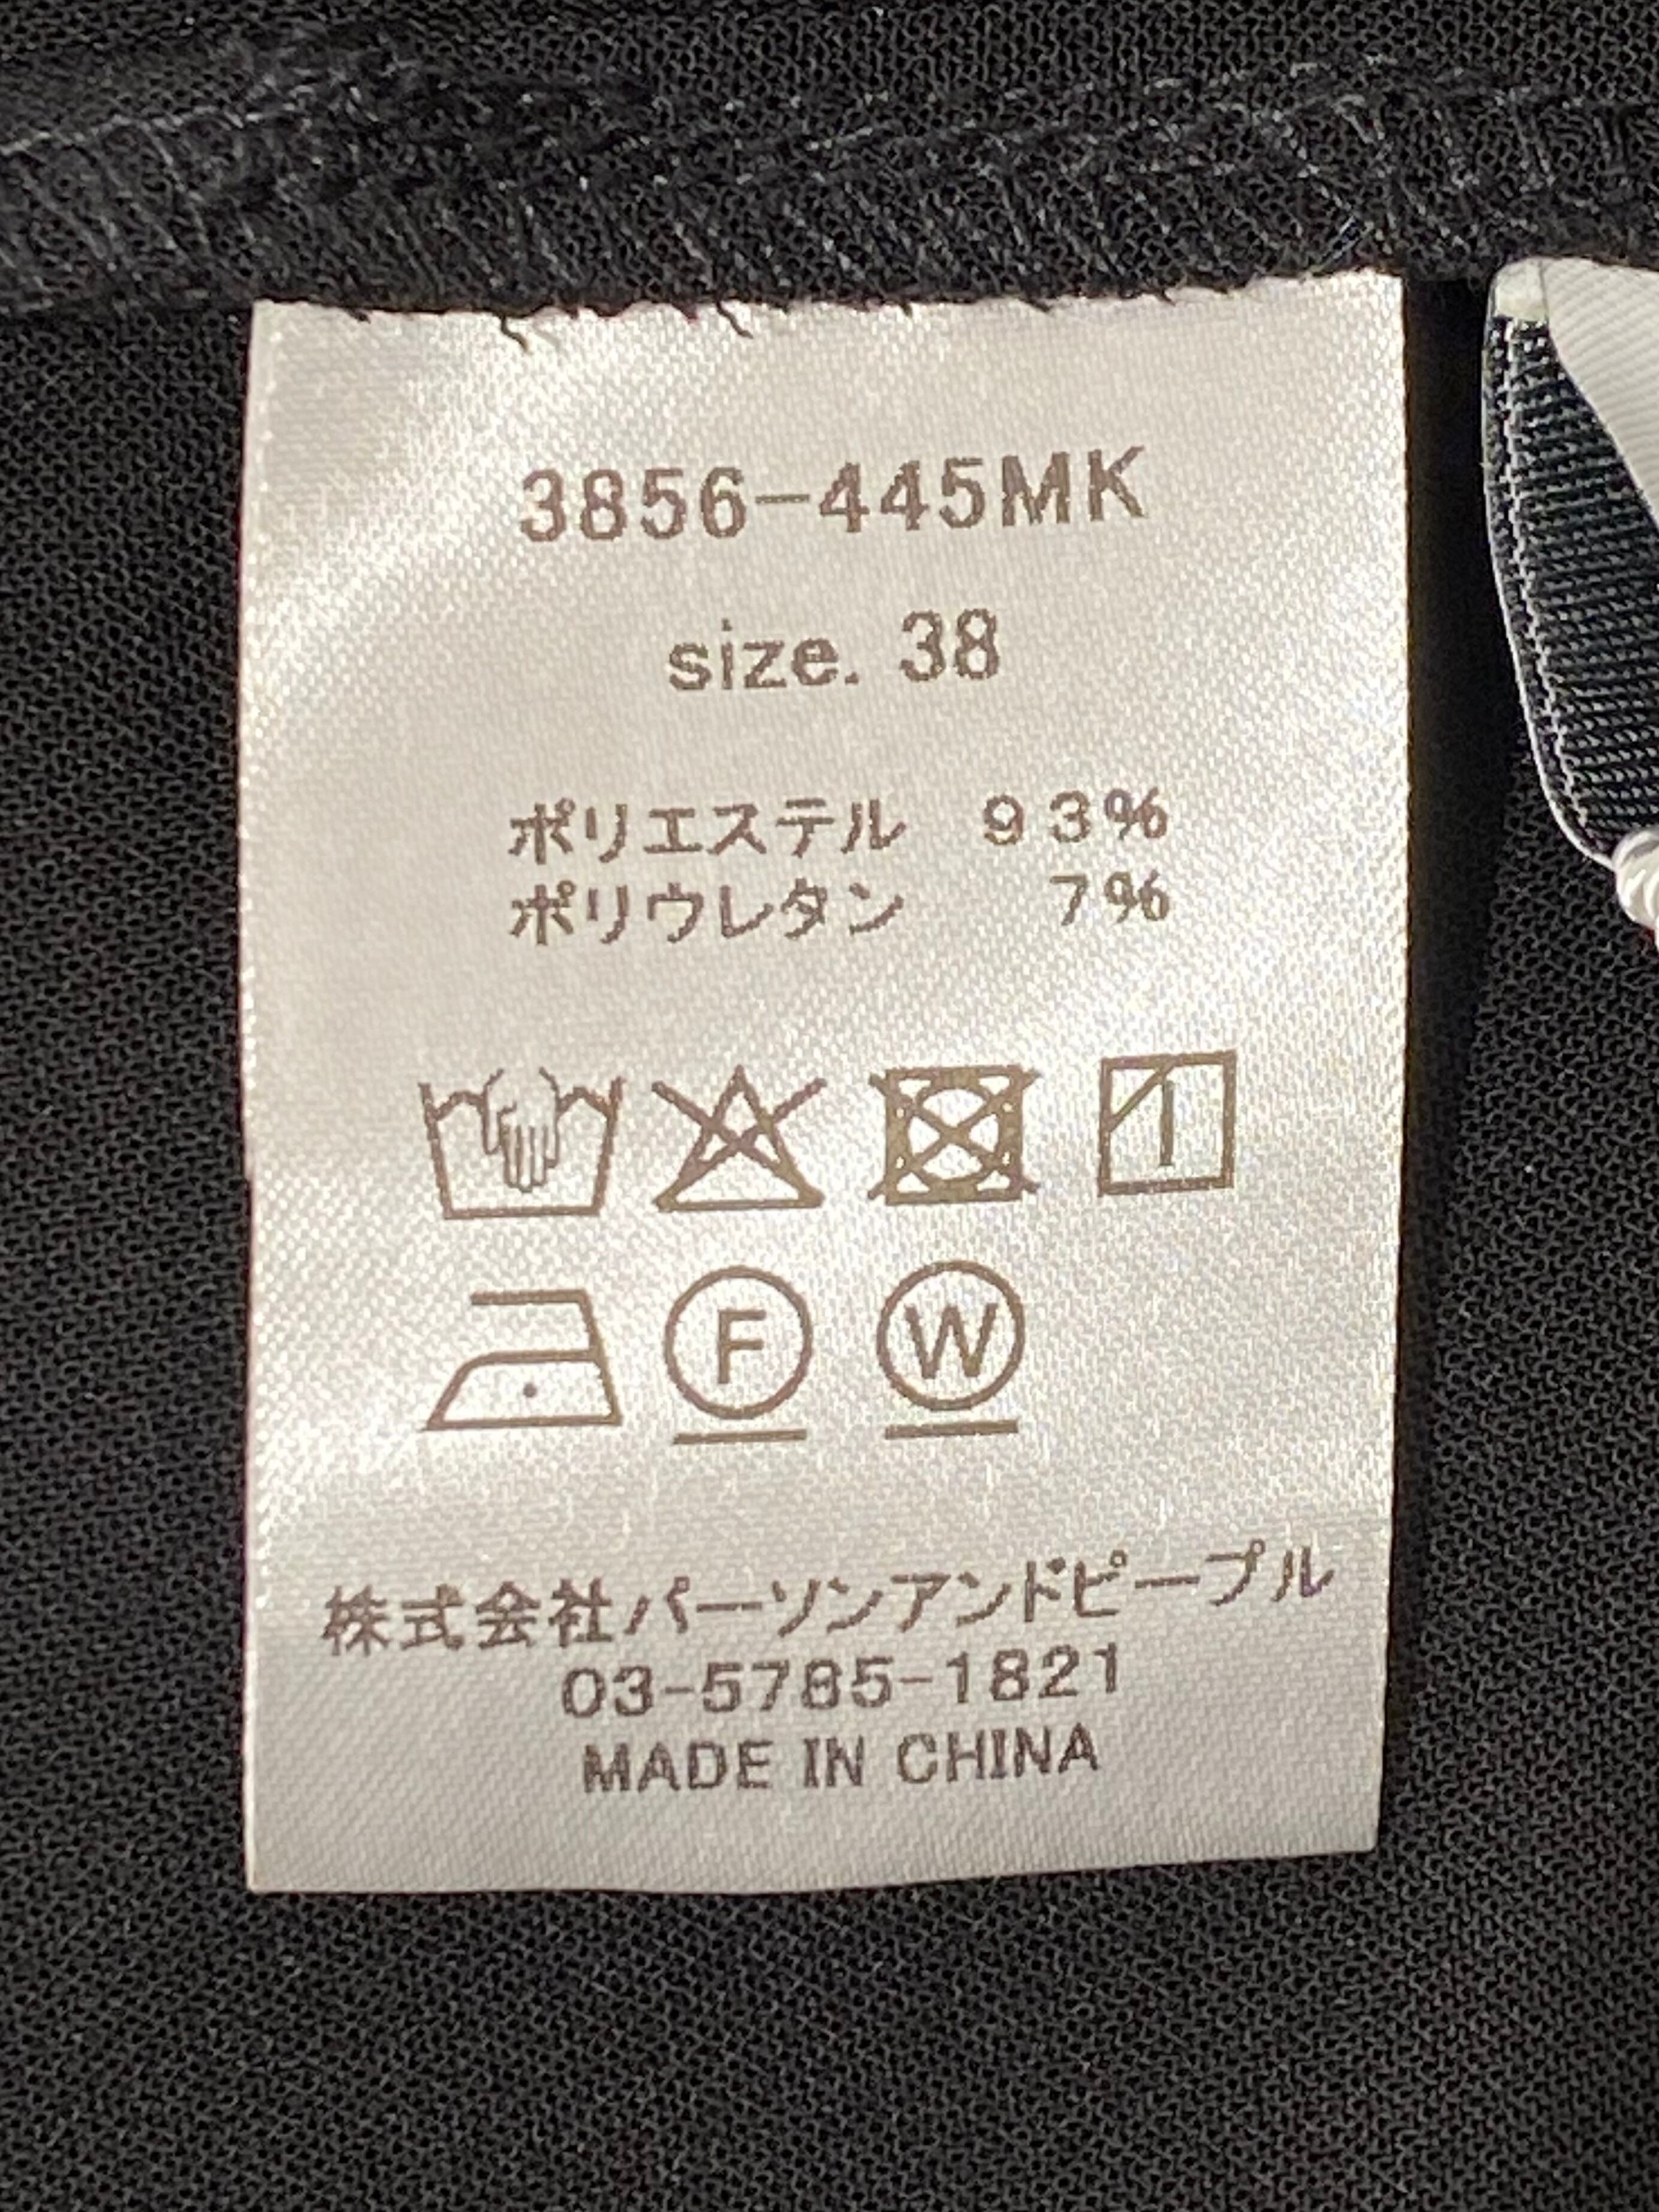 3856-445MK
size. 38
ポリエステル 93%
ポリウレタン 7%
F W
株式会社パーソンアンドピープル
03-5785-1821
MADE IN CHINA